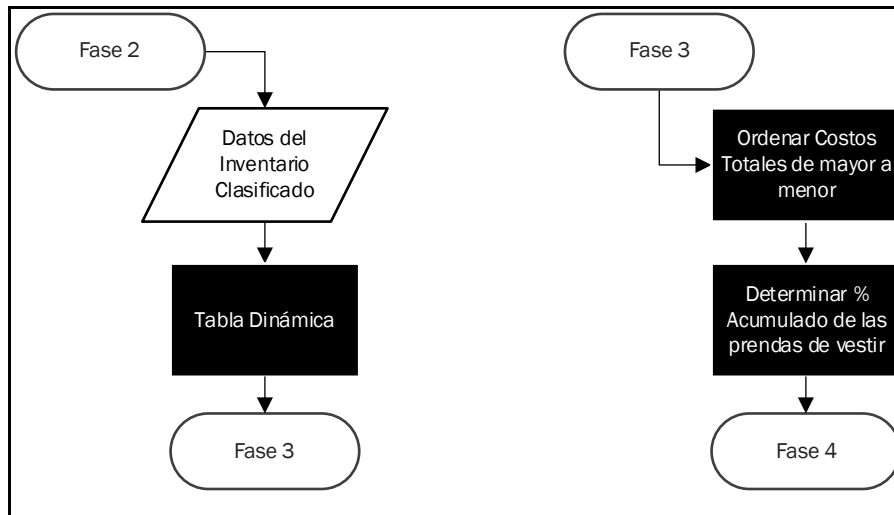 Fase 2
Datos del
Inventario
Clasificado
Tabla Dinámica
Fase 3
Fase 3
Ordenar Costos
Totales de mayor a
menor
Determinar %
Acumulado de las
prendas de vestir
Fase 4